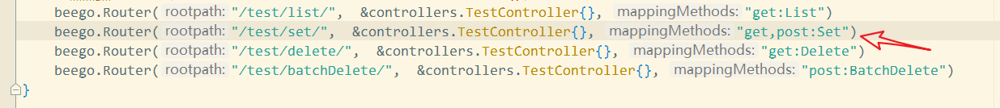 beego.Router( rootpath: "/test/list/", &controllers.TestController{}, mappingMethods: "get:List")
beego.Router( rootpath: "/test/set/", &controllers.TestController{}, mappingMethods: "get,post:Set")
beego.Router( rootpath: "/test/delete/", &controllers.TestController{}, mappingMethods: "get:Delete")
beego.Router( rootpath: "/test/batchDelete/", &controllers.TestController{}, mappingMethods: "post:BatchDelete")
}